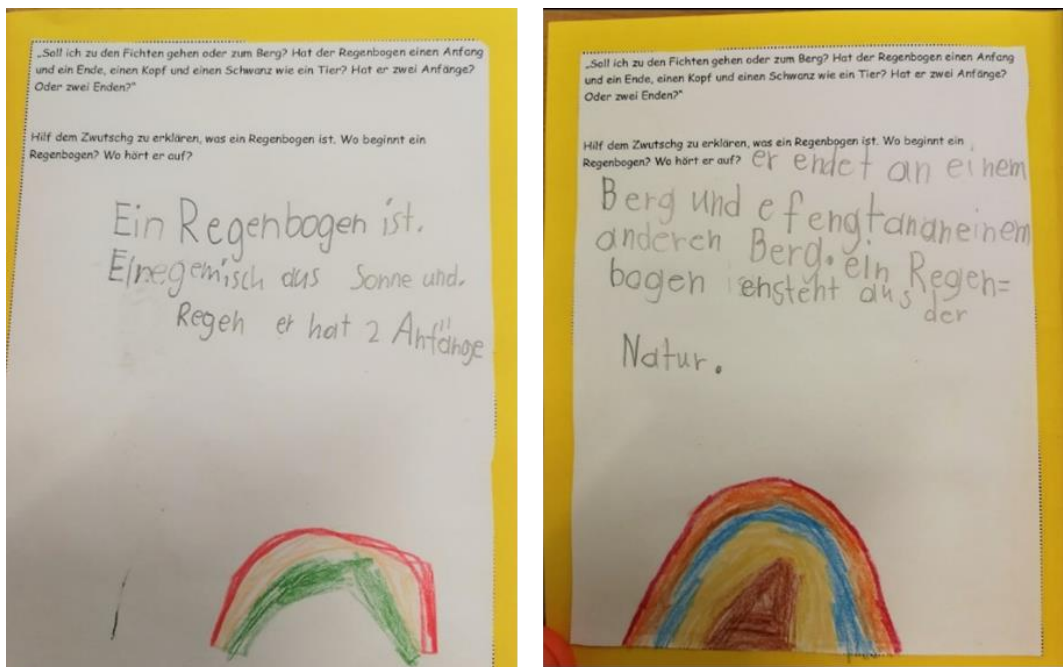 „Soll ich zu den Fichten gehen oder zum Berg? Hat der Regenbogen einen Anfang
und ein Ende, einen Kopf und einen Schwanz wie ein Tier? Hat er zwei Anfänge?
Oder zwei Enden?“
Hilf dem Zwutschg zu erklären, was ein Regenbogen ist. Wo beginnt ein
Regenbogen? Wo hört er auf?
Ein Regenbogen ist.
Einegemisch aus Sonne und.
Regen er hat 2 Anfänge
„Soll ich zu den Fichten gehen oder zum Berg? Hat der Regenbogen einen Anfang
und ein Ende, einen Kopf und einen Schwanz wie ein Tier? Hat er zwei Anfänge?
Oder zwei Enden?“
Hilf dem Zwutschg zu erklären, was ein Regenbogen ist. Wo beginnt ein
Regenbogen? Wo hört er auf? er endet an einem
Berg und efengtananeinem
anderen Berg. ein Regen=
bogen ensteht aus
der
Natur.